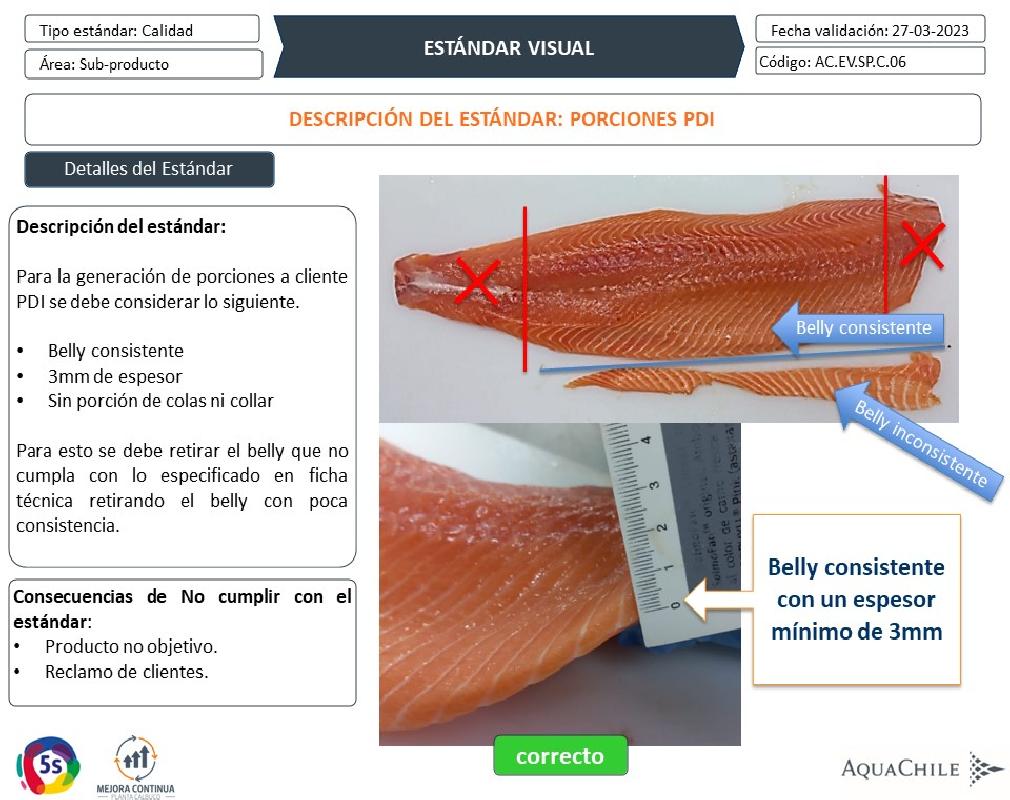 Tipo estándar: Calidad
Área: Sub-producto
ESTÁNDAR VISUAL
Fecha validación: 27-03-2023
Código: AC.EV.SP.C.06
DESCRIPCIÓN DEL ESTÁNDAR: PORCIONES PDI
Detalles del Estándar
Descripción del estándar:
Para la generación de porciones a cliente
PDI se debe considerar lo siguiente.
• Belly consistente
• 3mm de espesor
• Sin porción de colas ni collar
Para esto se debe retirar el belly que no
cumpla con lo especificado en ficha
técnica retirando el belly con poca
consistencia.
Consecuencias de No cumplir con el
estándar:
• Producto no objetivo.
• Reclamo de clientes.
Belly consistente
Belly inconsistente
4
3
2
1
0
Belly consistente
con un espesor
mínimo de 3mm
correcto
5s
MEJORA CONTINUA
PLANTA CALBUCO
AQUACHILE